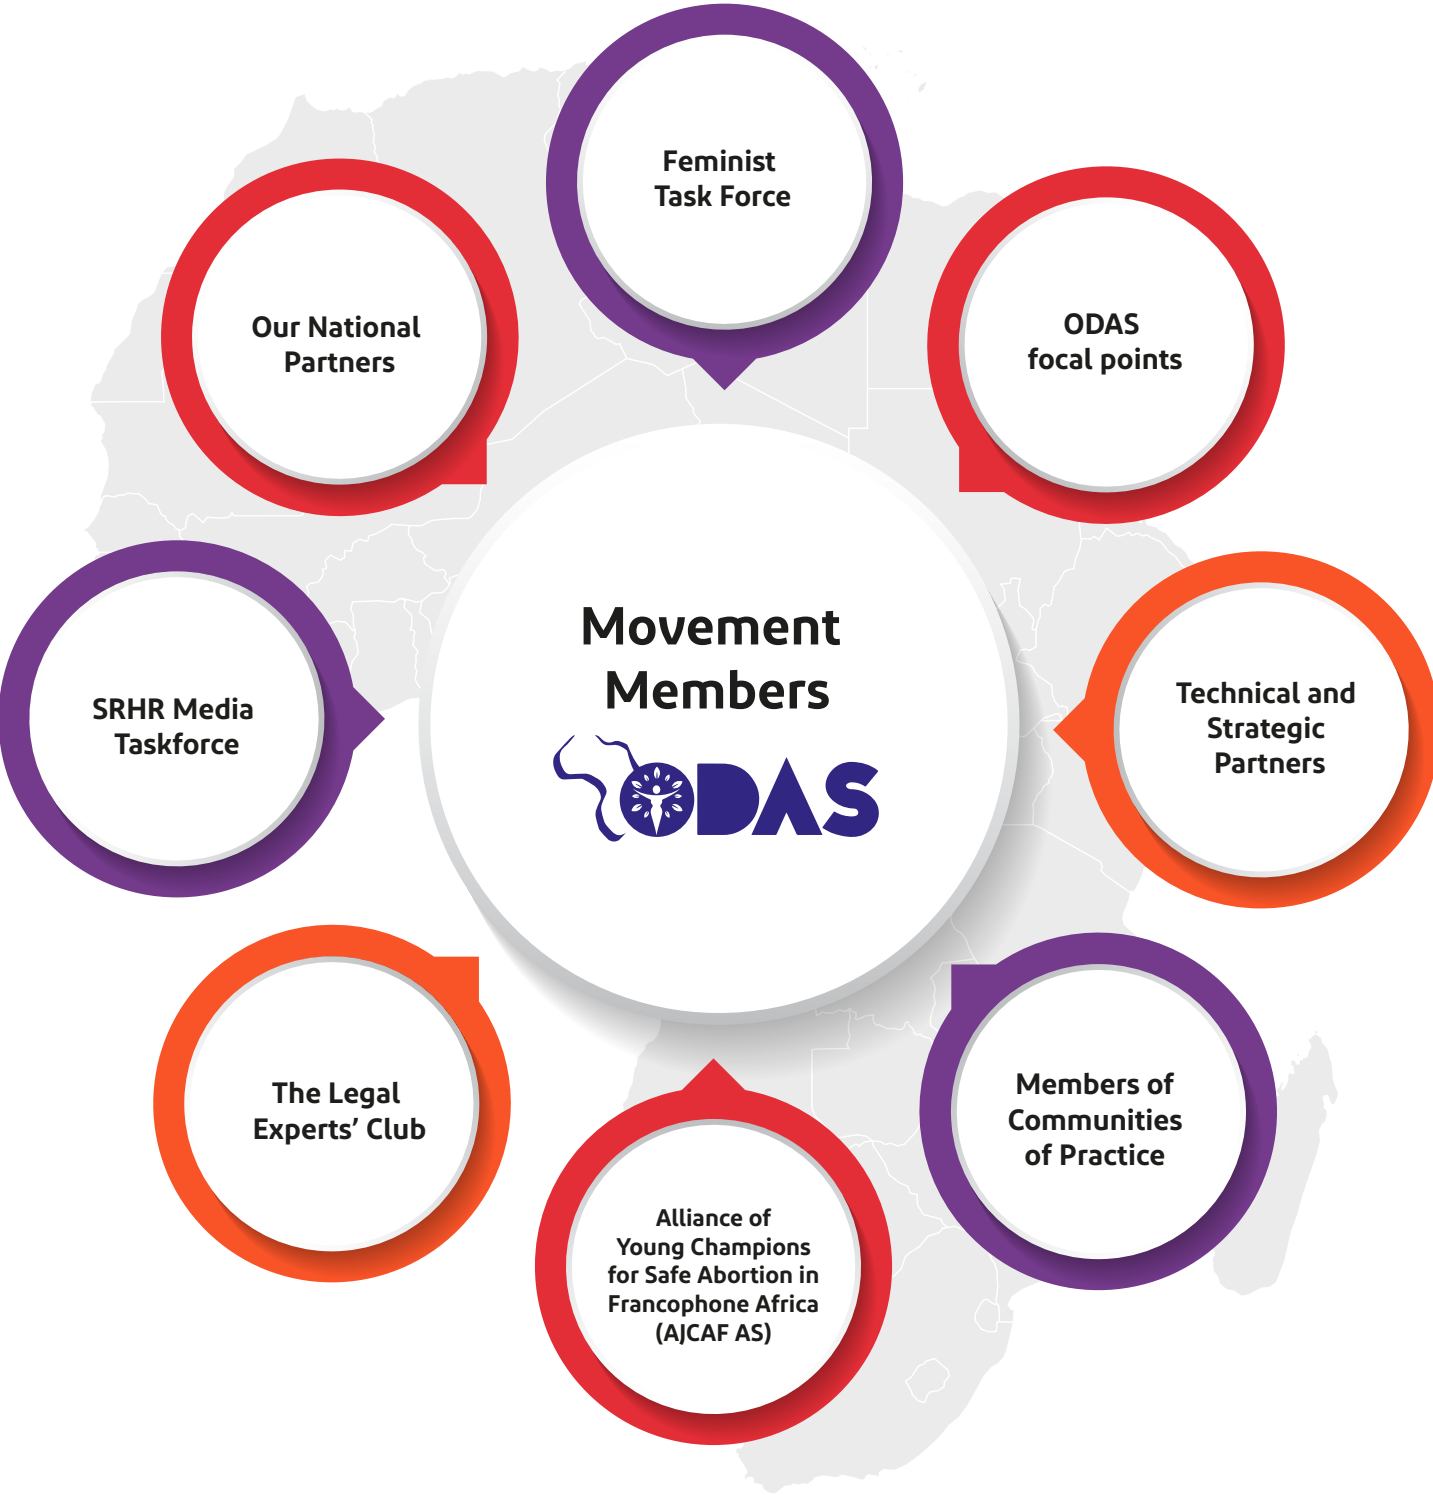 Feminist
Task Force
Our National
Partners
ODAS
focal points
Movement
Members
ODAS
SRHR Media
Taskforce
Technical and
Strategic
Partners
The Legal
Experts’ Club
Members of
Communities
of Practice
Alliance of
Young Champions
for Safe Abortion in
Francophone Africa
(AJCAF AS)